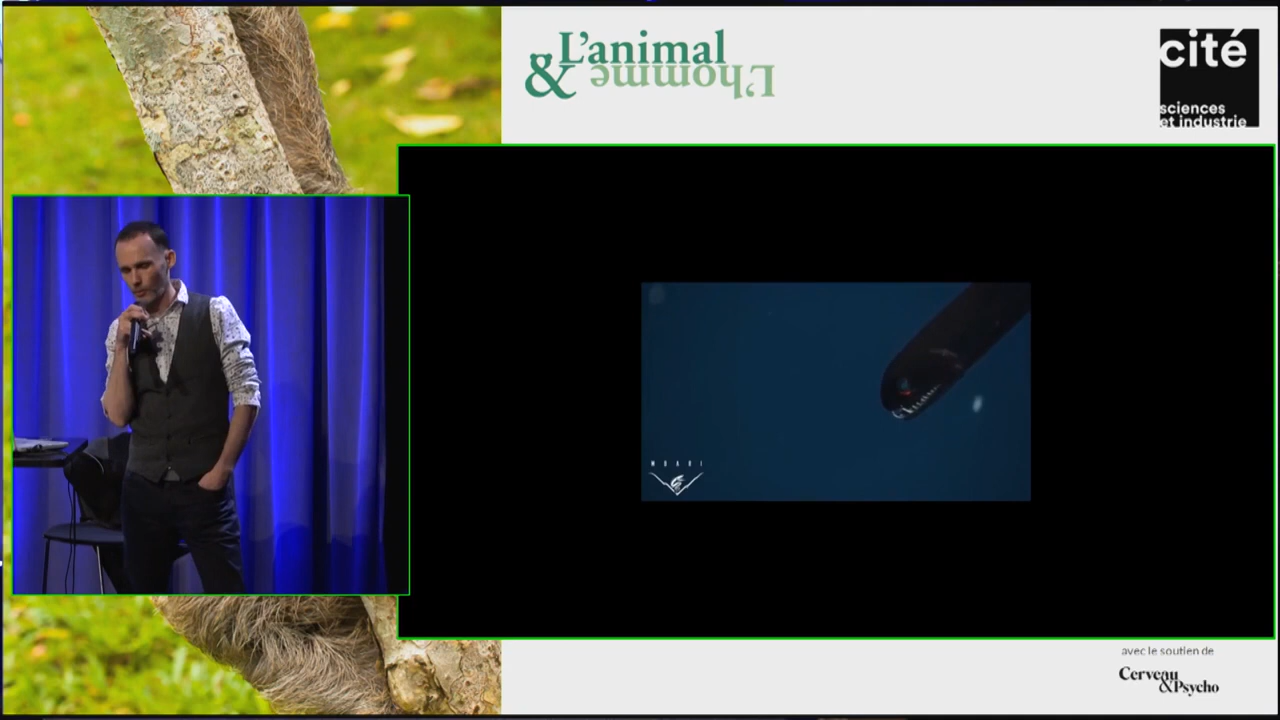 L'animal
& L'homme
cité
sciences
et industrie
MBARI
avec le soutien de
Cerveau
&Psycho